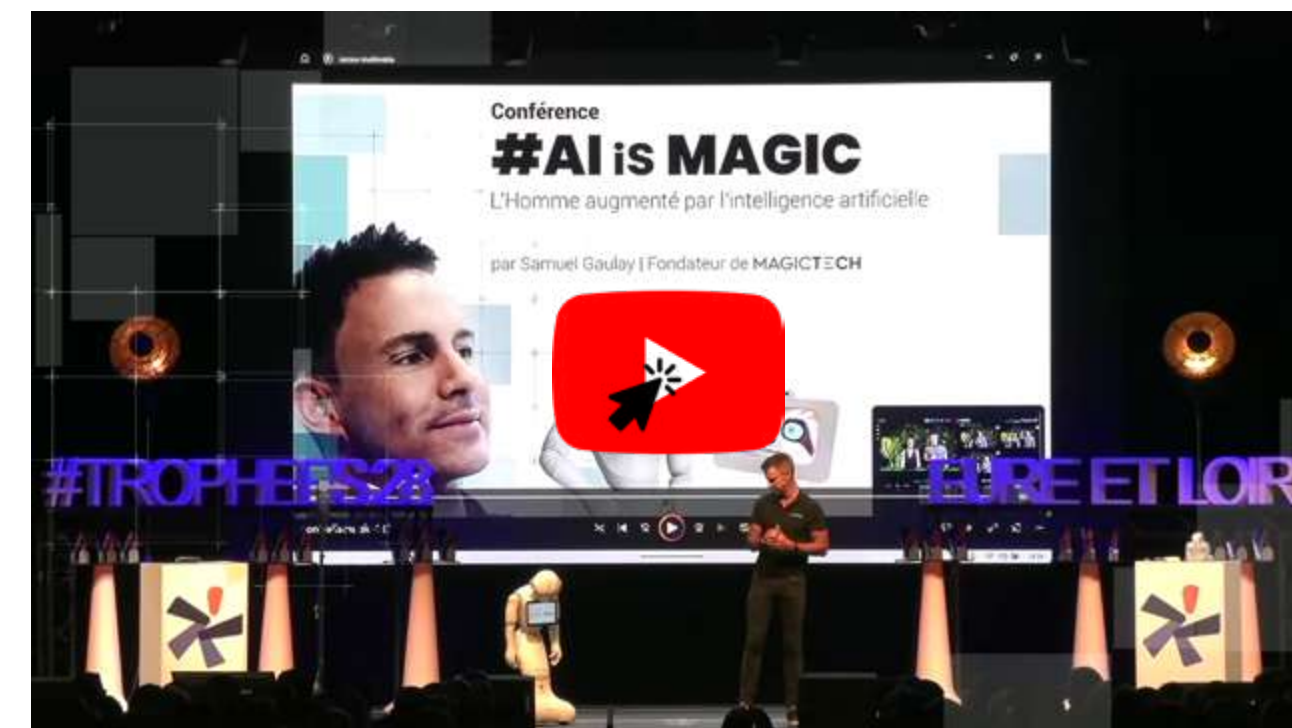 Conférence
#AI is MAGIC
L'Homme augmenté par l'intelligence artificielle
par Samuel Gaulay | Fondateur de MAGICTECH
#TROPHEES28
EURE ET LOIR